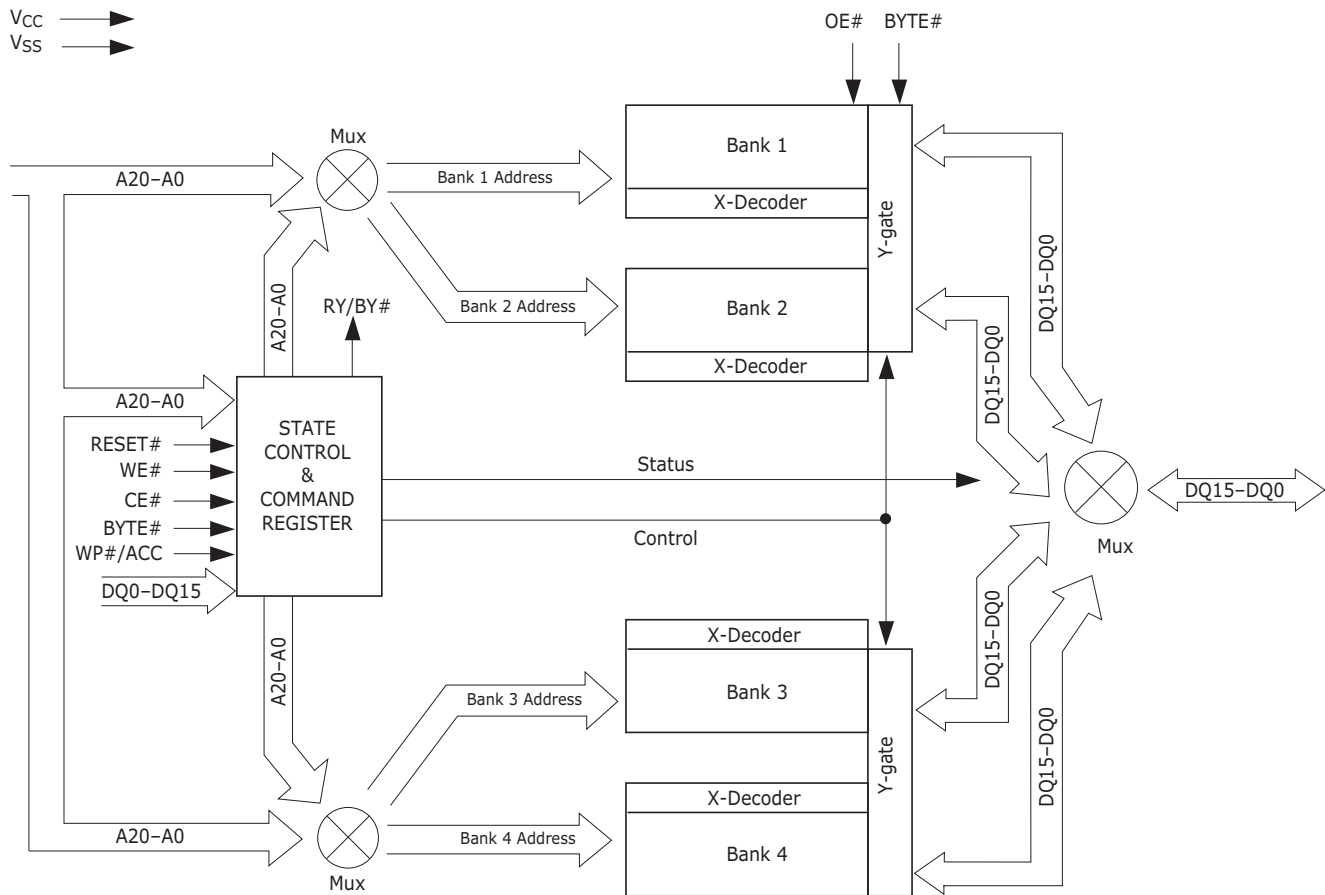 VCC
VSS
OE# BYTE#
Mux
A20–A0
Bank 1 Address
Bank 1
X-Decoder
Y-gate
DQ15–DQ0
A20–A0
RY/BY#
Bank 2 Address
Bank 2
X-Decoder
DQ15–DQ0
A20–A0
RESET#
WE#
CE#
BYTE#
WP#/ACC
DQ0–DQ15
STATE
CONTROL
&
COMMAND
REGISTER
Status
Control
DQ15–DQ0
Mux
A20–A0
X-Decoder
Bank 3 Address
Bank 3
Y-gate
DQ15–DQ0
DQ15–DQ0
X-Decoder
A20–A0
Bank 4 Address
Bank 4
Mux